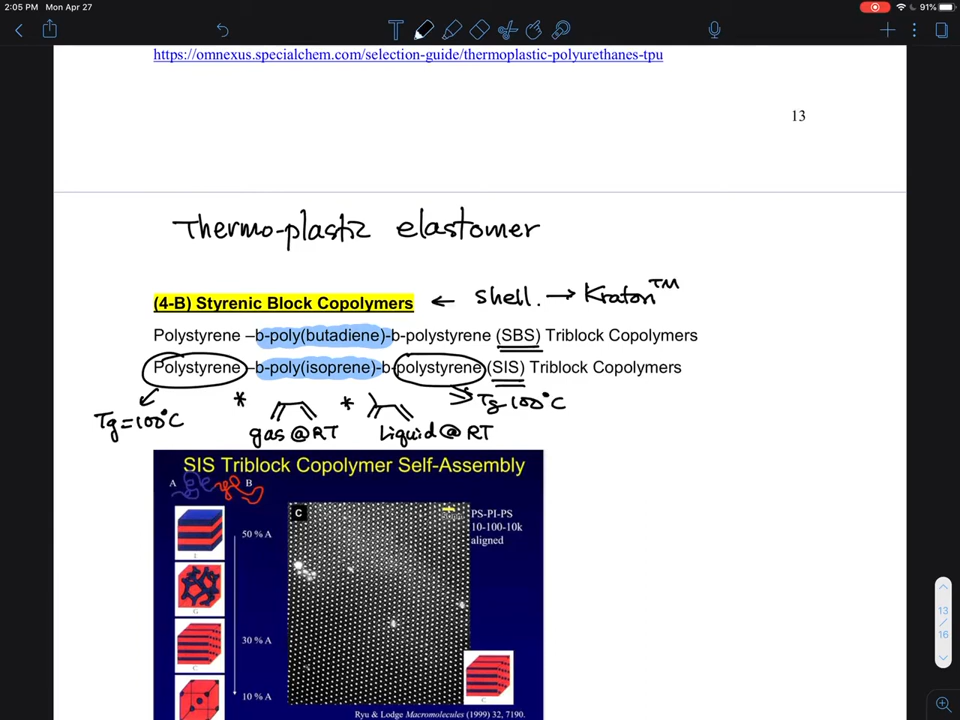 2:05 PM Mon Apr 27
91%
https://omnexus.specialchem.com/selection-guide/thermoplastic-polyurethanes-tpu
13
Thermo-plastic elastomer
(4-B) Styrenic Block Copolymers ← shell. → Kraton™
Polystyrene –b-poly(butadiene)-b-polystyrene (SBS) Triblock Copolymers
Polystyrene –b-poly(isoprene)-b-polystyrene (SIS) Triblock Copolymers
Tg=100°C
* *
Tg 100°C
gas @ RT Liquid @ RT
SIS Triblock Copolymer Self-Assembly
A B
C
PS-PI-PS
10-100-10k
aligned
50 % A
L
G
30 % A
C
10 % A
C
Ryu & Lodge Macromolecules (1999) 32, 7190.
13
/
16